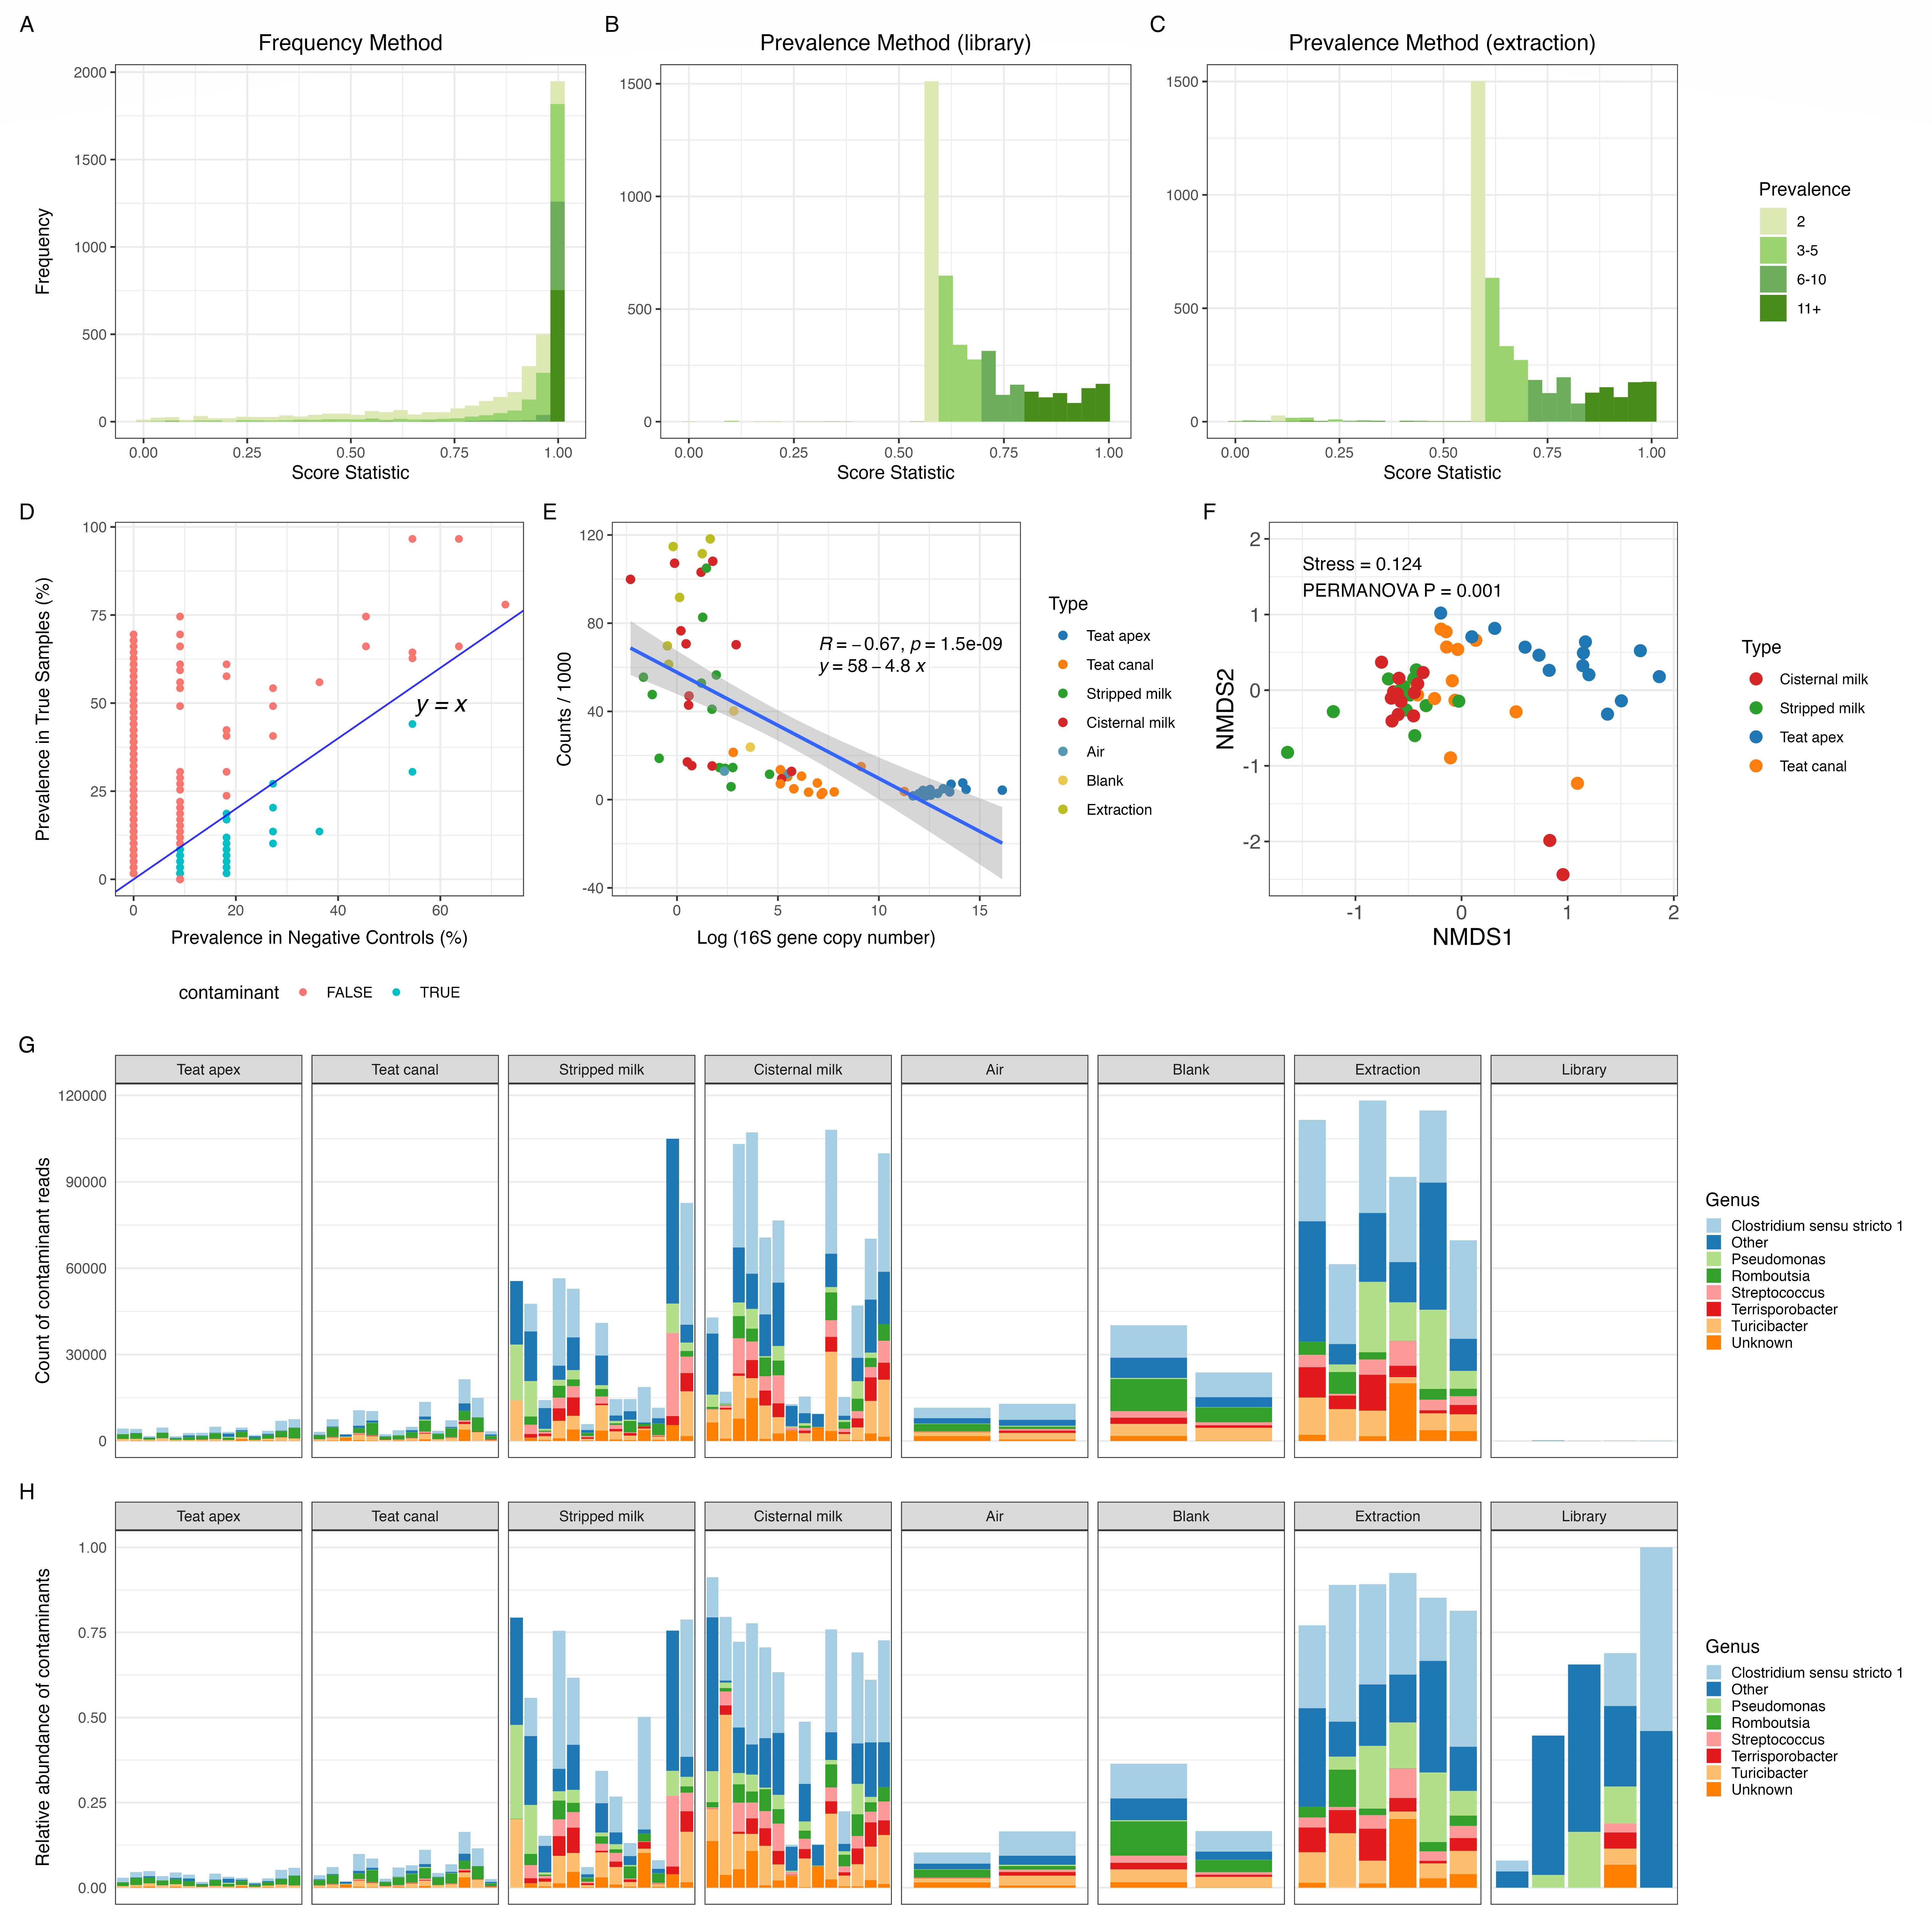 A
B
C
Frequency Method
Prevalence Method (library)
Prevalence Method (extraction)
Frequency
2000
1500
1000
500
0
0.00
0.25
0.50
0.75
1.00
Score Statistic
1500
1000
500
0
0.00
0.25
0.50
0.75
1.00
Score Statistic
1500
1000
500
0
0.00
0.25
0.50
0.75
1.00
Score Statistic
Prevalence
2
3-5
6-10
11+
D
Prevalence in True Samples (%)
100
75
50
25
0
y = x
0
20
40
60
Prevalence in Negative Controls (%)
contaminant
FALSE
TRUE
E
Counts / 1000
120
80
40
0
-40
R = − 0.67, p = 1.5e-09
y = 58 − 4.8 x
0
5
10
15
Log (16S gene copy number)
Type
Teat apex
Teat canal
Stripped milk
Cisternal milk
Air
Blank
Extraction
F
NMDS2
2
1
0
-1
-2
Stress = 0.124
PERMANOVA P = 0.001
-1
0
1
2
NMDS1
Type
Cisternal milk
Stripped milk
Teat apex
Teat canal
G
Teat apex
Teat canal
Stripped milk
Cisternal milk
Air
Blank
Extraction
Library
Count of contaminant reads
120000
90000
60000
30000
0
Genus
Clostridium sensu stricto 1
Other
Pseudomonas
Romboutsia
Streptococcus
Terrisporobacter
Turicibacter
Unknown
H
Teat apex
Teat canal
Stripped milk
Cisternal milk
Air
Blank
Extraction
Library
Relative abundance of contaminants
1.00
0.75
0.50
0.25
0.00
Genus
Clostridium sensu stricto 1
Other
Pseudomonas
Romboutsia
Streptococcus
Terrisporobacter
Turicibacter
Unknown